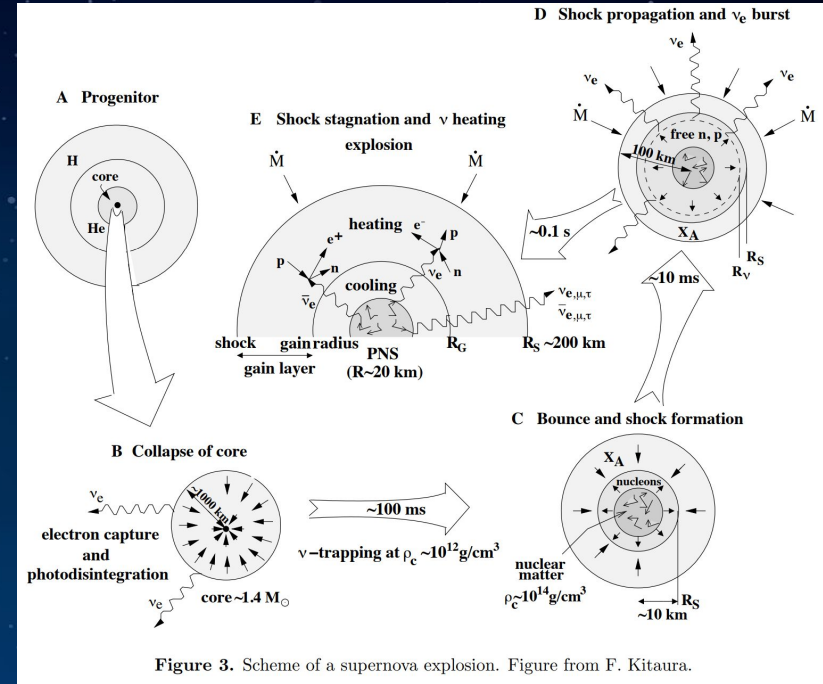 A Progenitor
H
core
He
B Collapse of core
νe
~1000 km
electron capture
and
photodisintegration
νe
core ~1.4 M☉
~100 ms
ν−trapping at ρc ~10¹²g/cm³
C Bounce and shock formation
XA
nucleons
nuclear
matter
ρc~10¹⁴g/cm³
RS
~10 km
~10 ms
D Shock propagation and νe burst
νe
νe
νe
Ṁ
Ṁ
free n, p
100 km
XA
RS
Rν
~0.1 s
E Shock stagnation and ν heating
explosion
Ṁ
Ṁ
heating
e⁻
p
e⁺
p
n
νe
n
ν̄e
cooling
νe,μ,τ
ν̄e,μ,τ
shock
gain radius
PNS
RG
RS ~200 km
gain layer
(R~20 km)
Figure 3. Scheme of a supernova explosion. Figure from F. Kitaura.